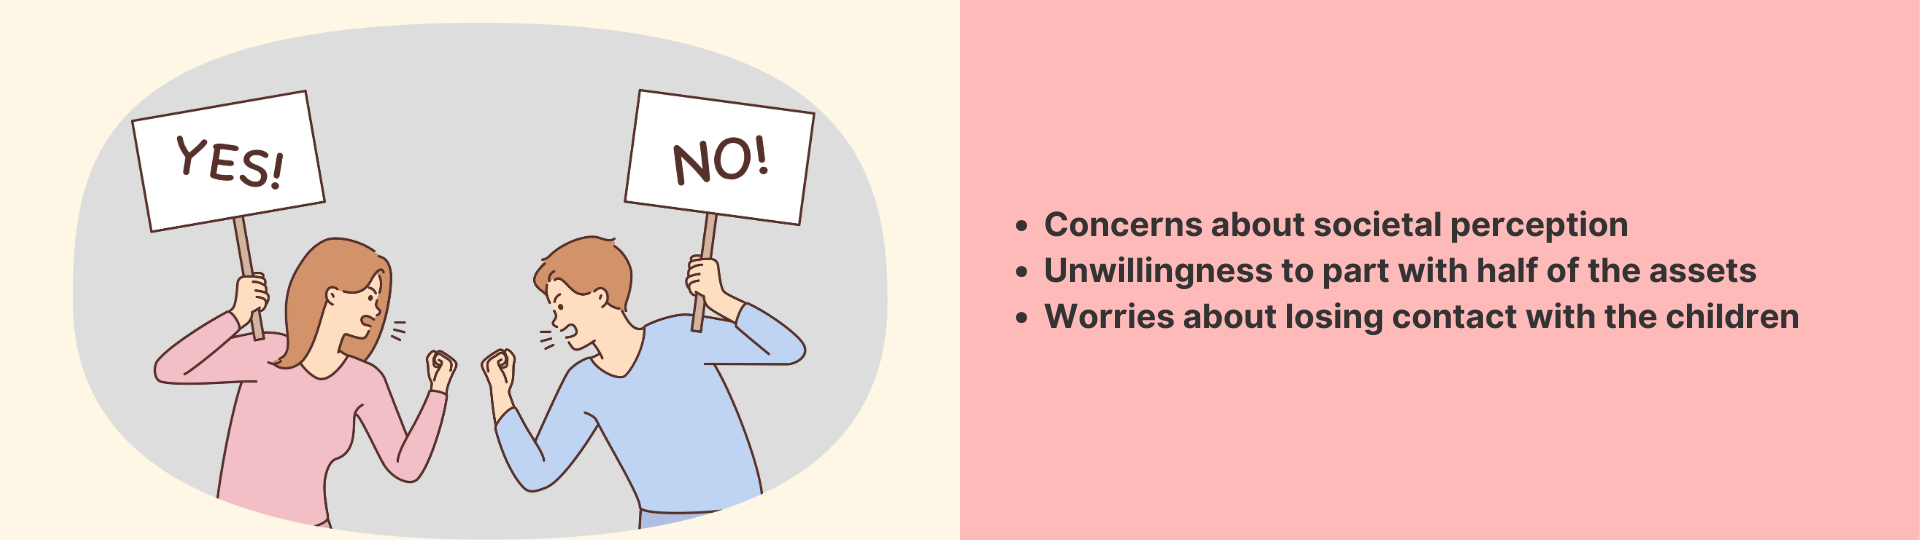 YES!
NO!
• Concerns about societal perception
• Unwillingness to part with half of the assets
• Worries about losing contact with the children